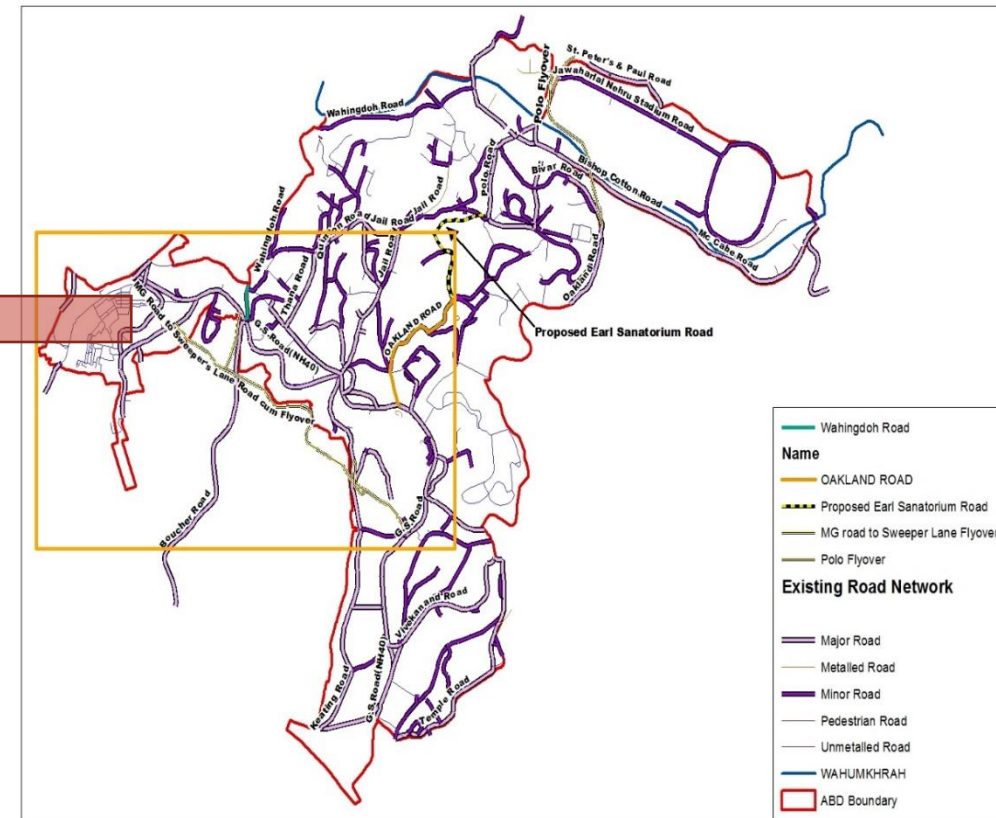 St. Peter's & Paul Road
Polo Flyover
Jawaharlal Nehru Stadium Road
Wahingdoh Road
Polo Road
Bivar Road
Bishop Cotton Road
Jail Road
Jail Road
Quinton Road
Jail Road
Wahingdoh Road
Thana Road
Oakland Road
Mc Cabe Road
MG Road to Sweeper's Lane Road cum Flyover
G.S.Road(NH40)
OAKLAND ROAD
Proposed Earl Sanatorium Road
Boucher Road
G.S.Road
Vivekanand Road
Keating Road
G.S.Road(NH40)
Temple Road
Wahingdoh Road
Name
OAKLAND ROAD
Proposed Earl Sanatorium Road
MG road to Sweeper Lane Flyover
Polo Flyover
Existing Road Network
Major Road
Metalled Road
Minor Road
Pedestrian Road
Unmetalled Road
WAHUMKHRAH
ABD Boundary